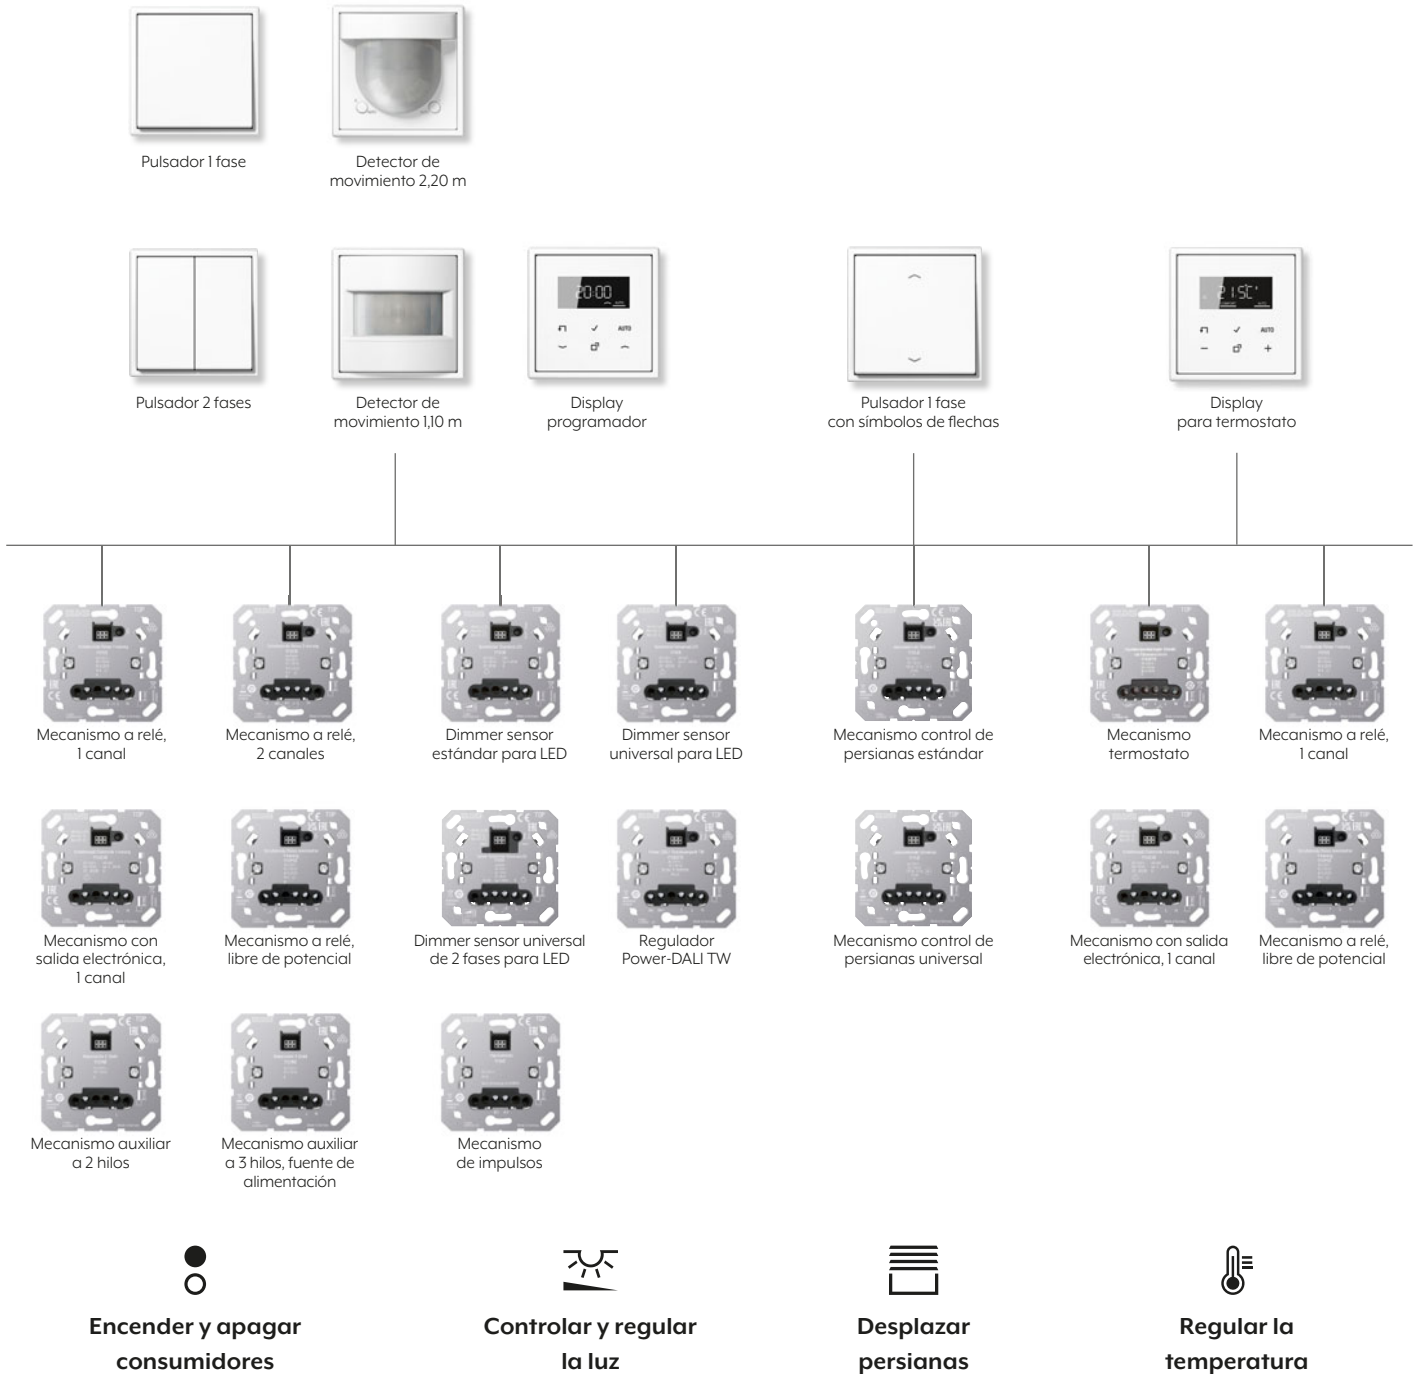 Pulsador 1 fase
Detector de
movimiento 2,20 m
20:00
AUTO
21.5C°
AUTO
Pulsador 2 fases
Detector de
movimiento 1,10 m
Display
programador
Pulsador 1 fase
con símbolos de flechas
Display
para termostato
Mecanismo a relé,
1 canal
Mecanismo a relé,
2 canales
Dimmer sensor
estándar para LED
Dimmer sensor
universal para LED
Mecanismo control de
persianas estándar
Mecanismo
termostato
Mecanismo a relé,
1 canal
Mecanismo con
salida electrónica,
1 canal
Mecanismo a relé,
libre de potencial
Dimmer sensor universal
de 2 fases para LED
Regulador
Power-DALI TW
Mecanismo control de
persianas universal
Mecanismo con salida
electrónica, 1 canal
Mecanismo a relé,
libre de potencial
Mecanismo auxiliar
a 2 hilos
Mecanismo auxiliar
a 3 hilos, fuente de
alimentación
Mecanismo
de impulsos
Encender y apagar
consumidores
Controlar y regular
la luz
Desplazar
persianas
Regular la
temperatura